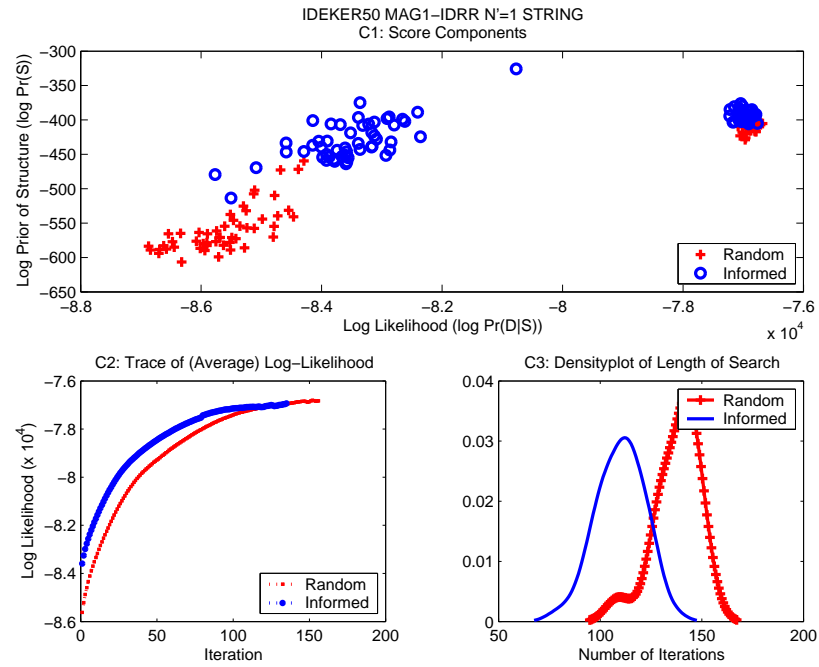 IDEKER50 MAG1−IDRR N'=1 STRING
C1: Score Components
Log Prior of Structure (log Pr(S))
−300
−350
−400
−450
−500
−550
−600
−650
Random
Informed
−8.8 −8.6 −8.4 −8.2 −8 −7.8 −7.6
Log Likelihood (log Pr(D|S))
x 10^4
C2: Trace of (Average) Log−Likelihood
Log Likelihood (x 10^4)
−7.6
−7.8
−8
−8.2
−8.4
−8.6
Random
Informed
0 50 100 150 200
Iteration
C3: Densityplot of Length of Search
0.04
0.03
0.02
0.01
0
Random
Informed
50 100 150 200
Number of Iterations